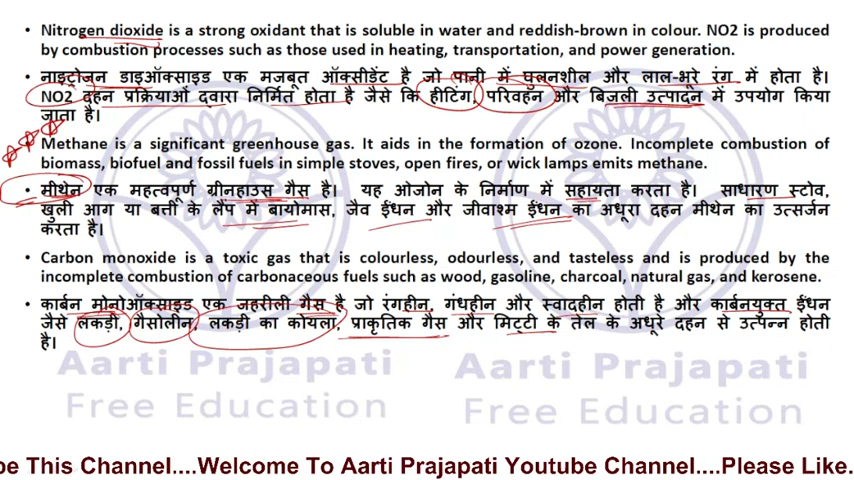 • Nitrogen dioxide is a strong oxidant that is soluble in water and reddish-brown in colour. NO2 is produced
by combustion processes such as those used in heating, transportation, and power generation.
• नाइट्रोजन डाइऑक्साइड एक मजबूत ऑक्सीडेंट है जो पानी में घुलनशील और लाल-भूरे रंग में होता है।
NO2 दहन प्रक्रियाओं द्वारा निर्मित होता है जैसे कि हीटिंग, परिवहन और बिजली उत्पादन में उपयोग किया
जाता है।
• Methane is a significant greenhouse gas. It aids in the formation of ozone. Incomplete combustion of
biomass, biofuel and fossil fuels in simple stoves, open fires, or wick lamps emits methane.
• मीथेन एक महत्वपूर्ण ग्रीनहाउस गैस है। यह ओजोन के निर्माण में सहायता करता है। साधारण स्टोव,
खुली आग या बत्ती के लैंप में बायोमास, जैव ईंधन और जीवाश्म ईंधन का अधूरा दहन मीथेन का उत्सर्जन
करता है।
• Carbon monoxide is a toxic gas that is colourless, odourless, and tasteless and is produced by the
incomplete combustion of carbonaceous fuels such as wood, gasoline, charcoal, natural gas, and kerosene.
• कार्बन मोनोऑक्साइड एक जहरीली गैस है जो रंगहीन, गंधहीन और स्वादहीन होती है और कार्बनयुक्त ईंधन
जैसे लकड़ी, गैसोलीन, लकड़ी का कोयला, प्राकृतिक गैस और मिट्टी के तेल के अधूरे दहन से उत्पन्न होती
है।
Aarti Prajapati Aarti Prajapati
Free Education Free Education
be This Channel....Welcome To Aarti Prajapati Youtube Channel....Please Like.